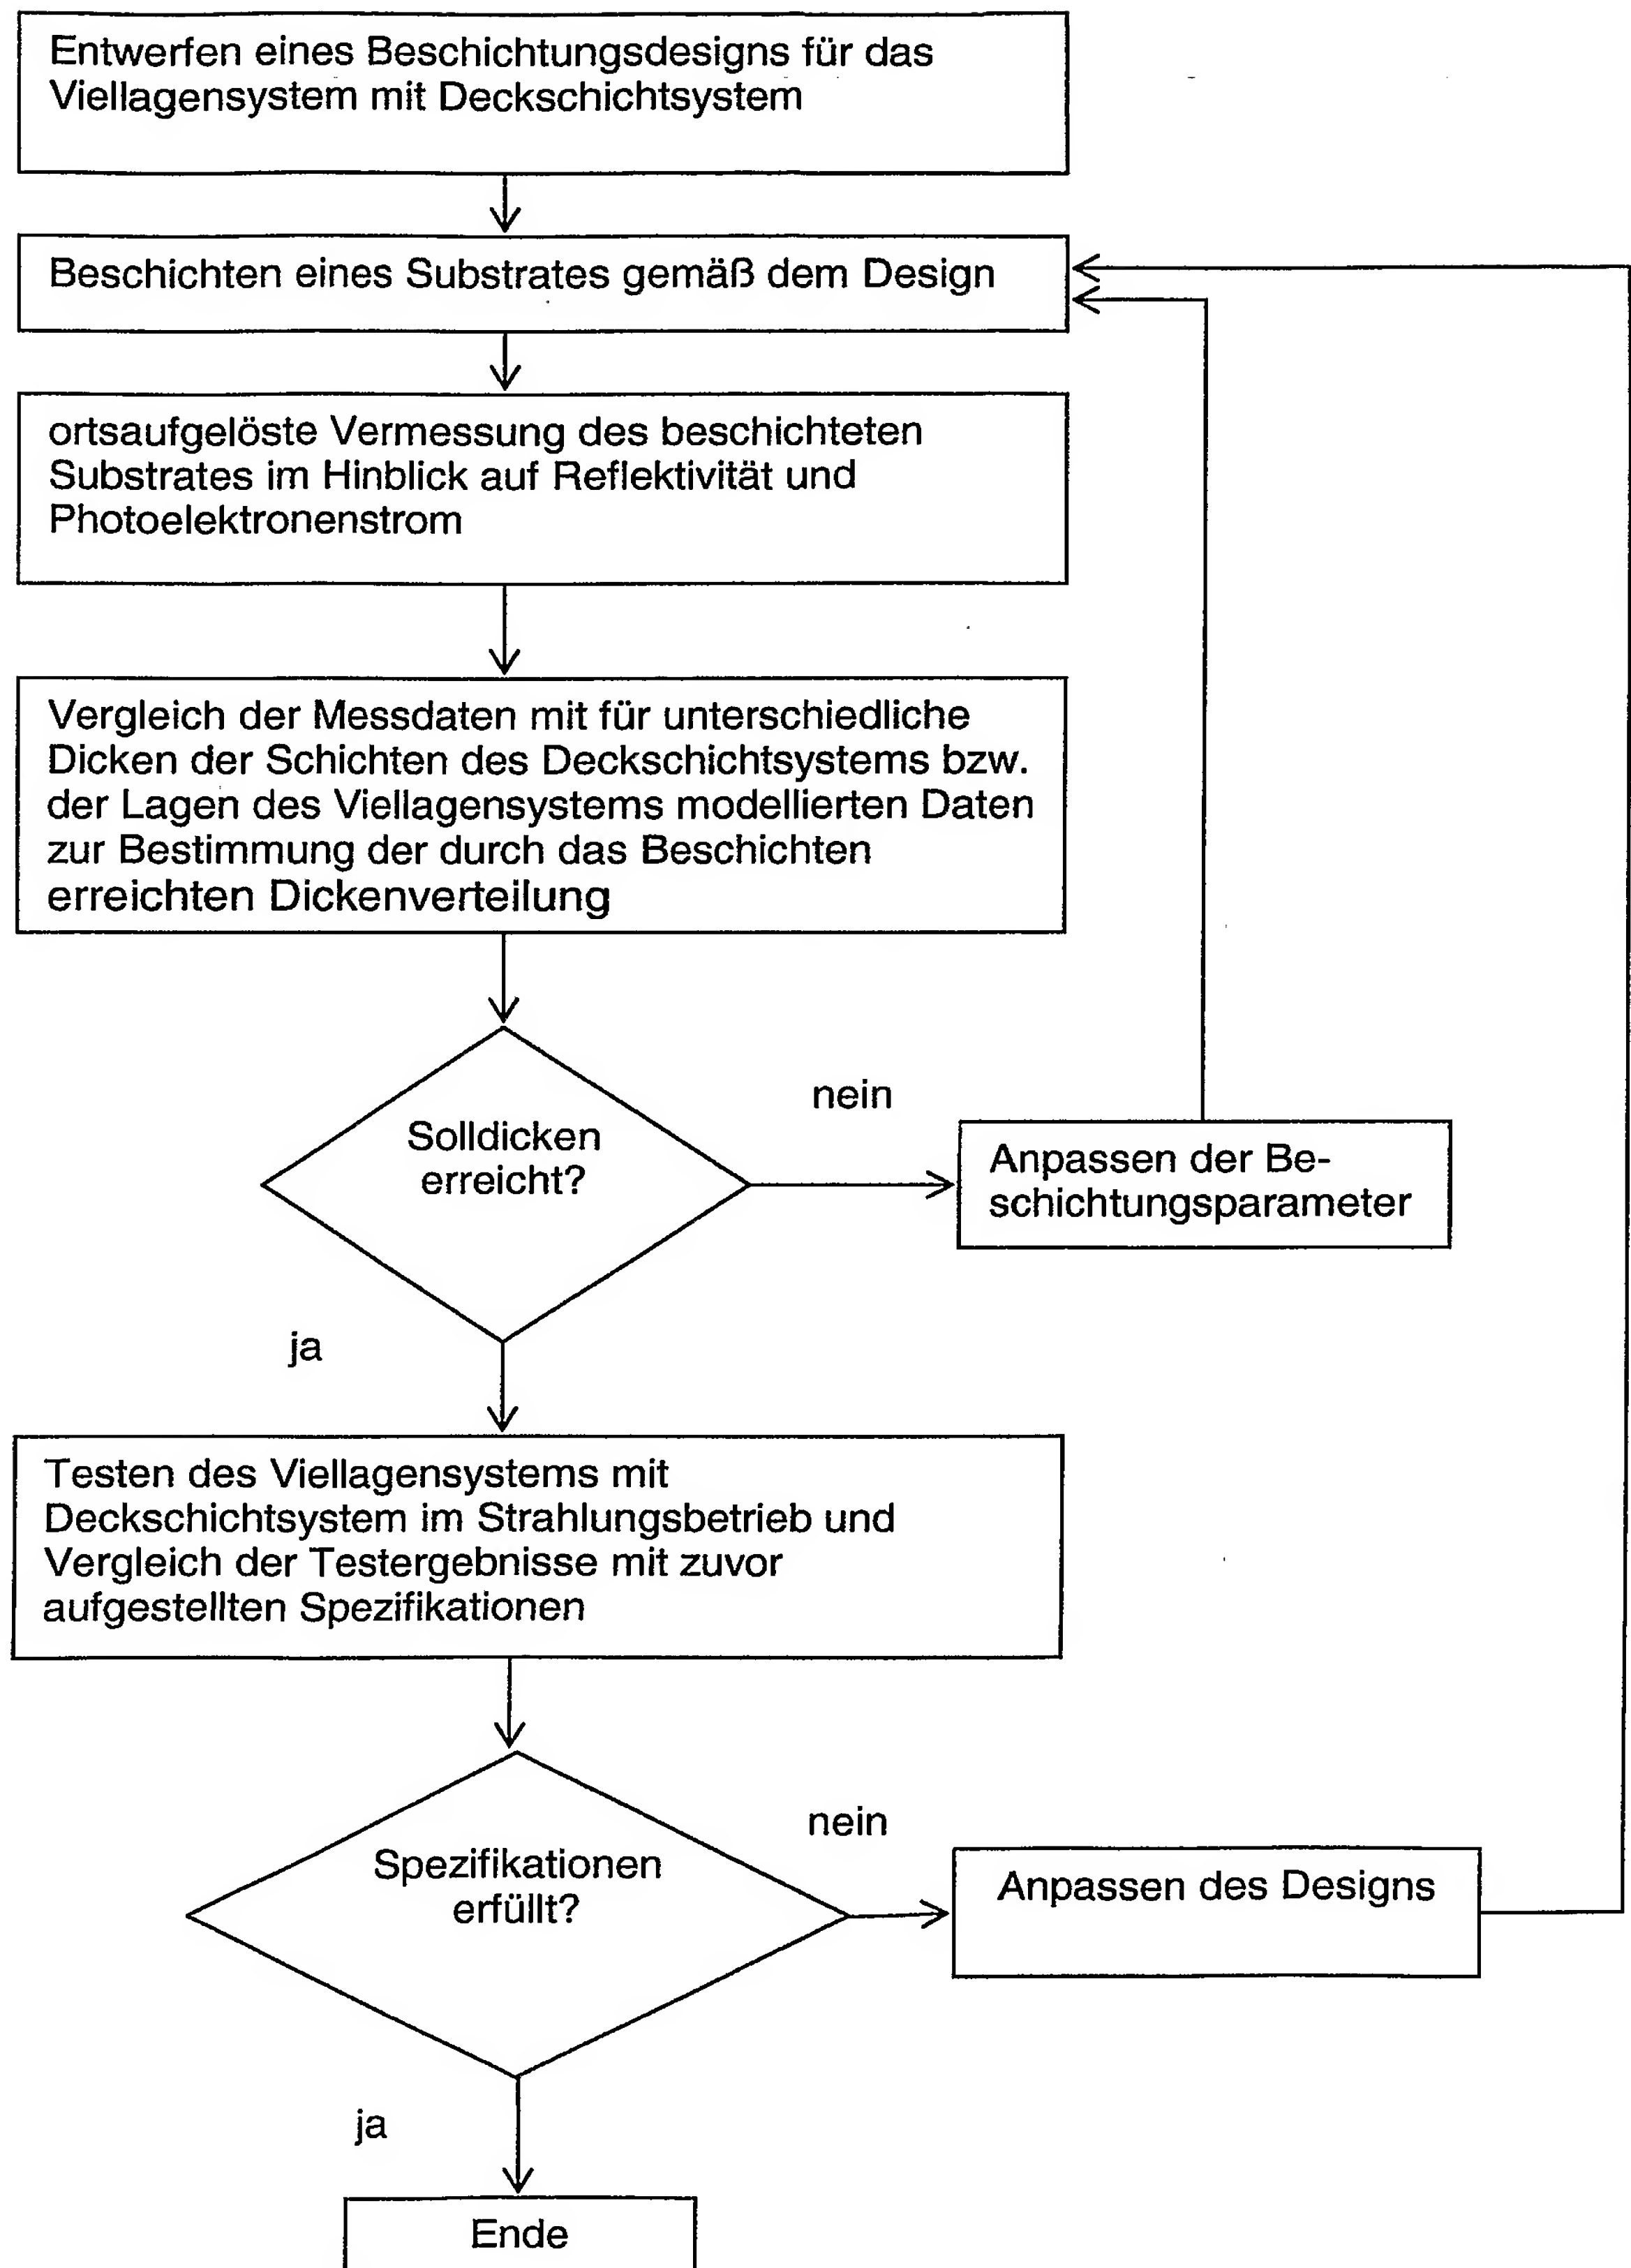 Entwerfen eines Beschichtungsdesigns für das
Viellagensystem mit Deckschichtsystem
Beschichten eines Substrates gemäß dem Design
ortsaufgelöste Vermessung des beschichteten
Substrates im Hinblick auf Reflektivität und
Photoelektronenstrom
Vergleich der Messdaten mit für unterschiedliche
Dicken der Schichten des Deckschichtsystems bzw.
der Lagen des Viellagensystems modellierten Daten
zur Bestimmung der durch das Beschichten
erreichten Dickenverteilung
Solldicken
erreicht?
nein
Anpassen der Be-
schichtungsparameter
ja
Testen des Viellagensystems mit
Deckschichtsystem im Strahlungsbetrieb und
Vergleich der Testergebnisse mit zuvor
aufgestellten Spezifikationen
Spezifikationen
erfüllt?
nein
Anpassen des Designs
ja
Ende